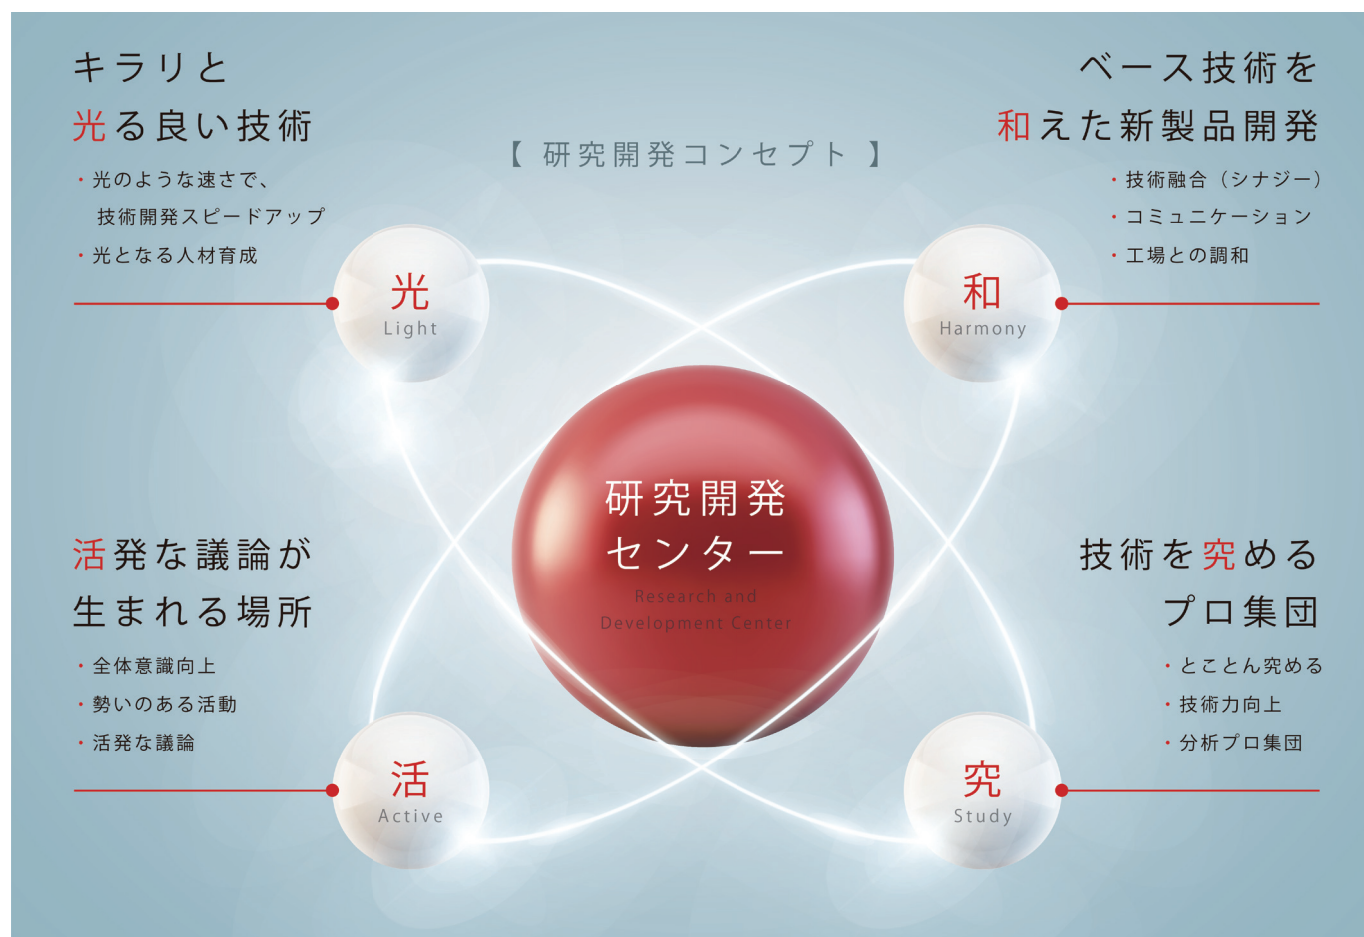 【 研究開発コンセプト 】
キラリと
光る良い技術
・光のような速さで、
技術開発スピードアップ
・光となる人材育成
光
Light
ベース技術を
和えた新製品開発
・技術融合（シナジー）
・コミュニケーション
・工場との調和
和
Harmony
研究開発
センター
Research and
Development Center
活発な議論が
生まれる場所
・全体意識向上
・勢いのある活動
・活発な議論
活
Active
技術を究める
プロ集団
・とことん究める
・技術力向上
・分析プロ集団
究
Study